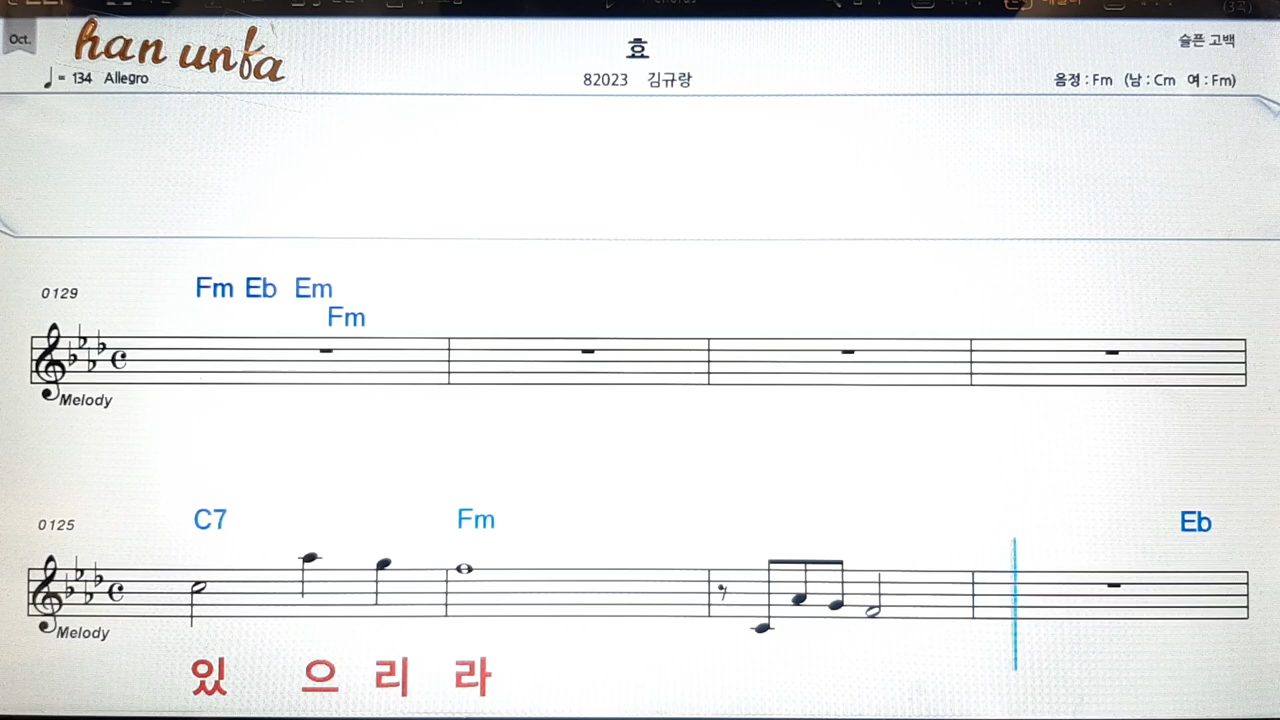 Oct.
han unfa
효
슬픈 고백
♩= 134 Allegro
82023 김규랑
음정 : Fm (남 : Cm 여 : Fm)
0129
Fm Eb Em
Fm
Melody
0125
C7 Fm Eb
Melody
있 으 리 라